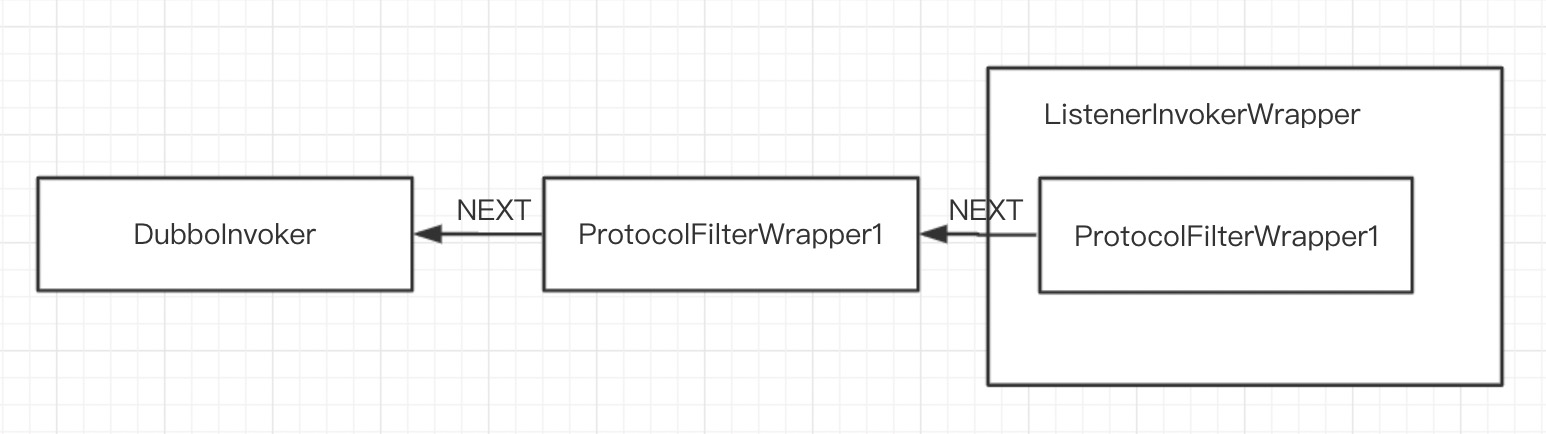 ListenerInvokerWrapper
DubboInvoker
NEXT
ProtocolFilterWrapper1
NEXT
ProtocolFilterWrapper1